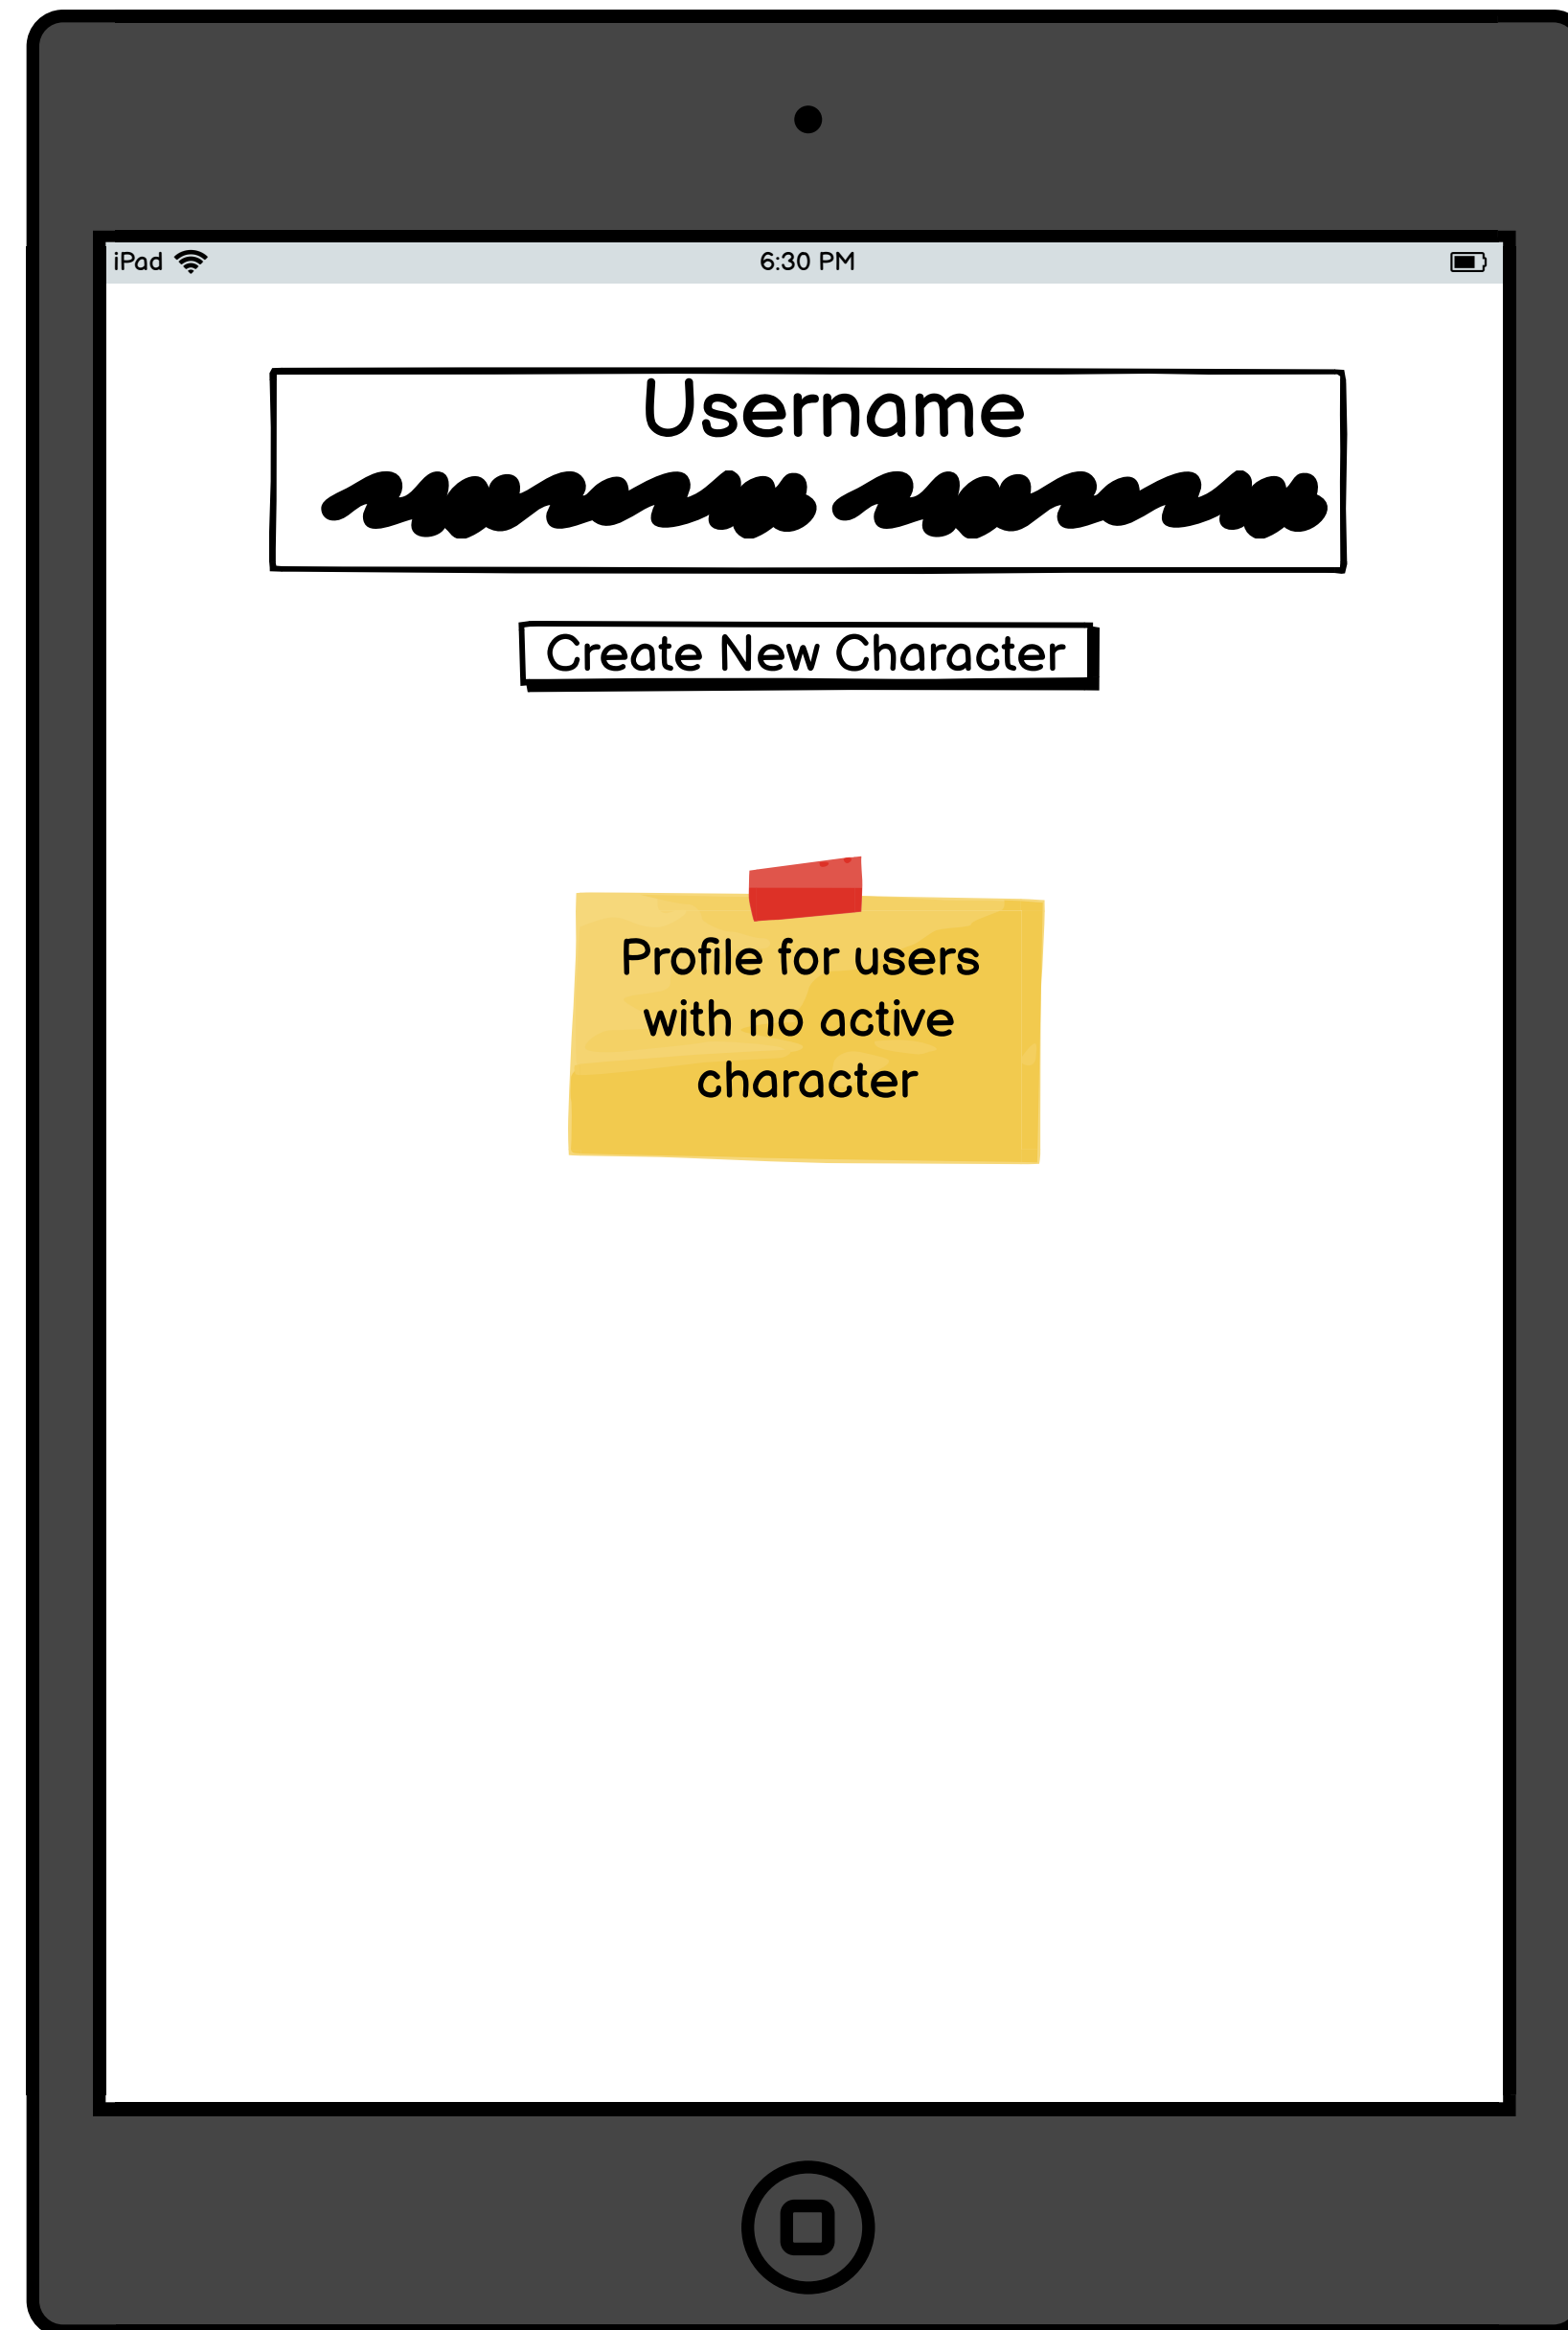 iPad 6:30 PM
Username
Create New Character
Profile for users
with no active
character